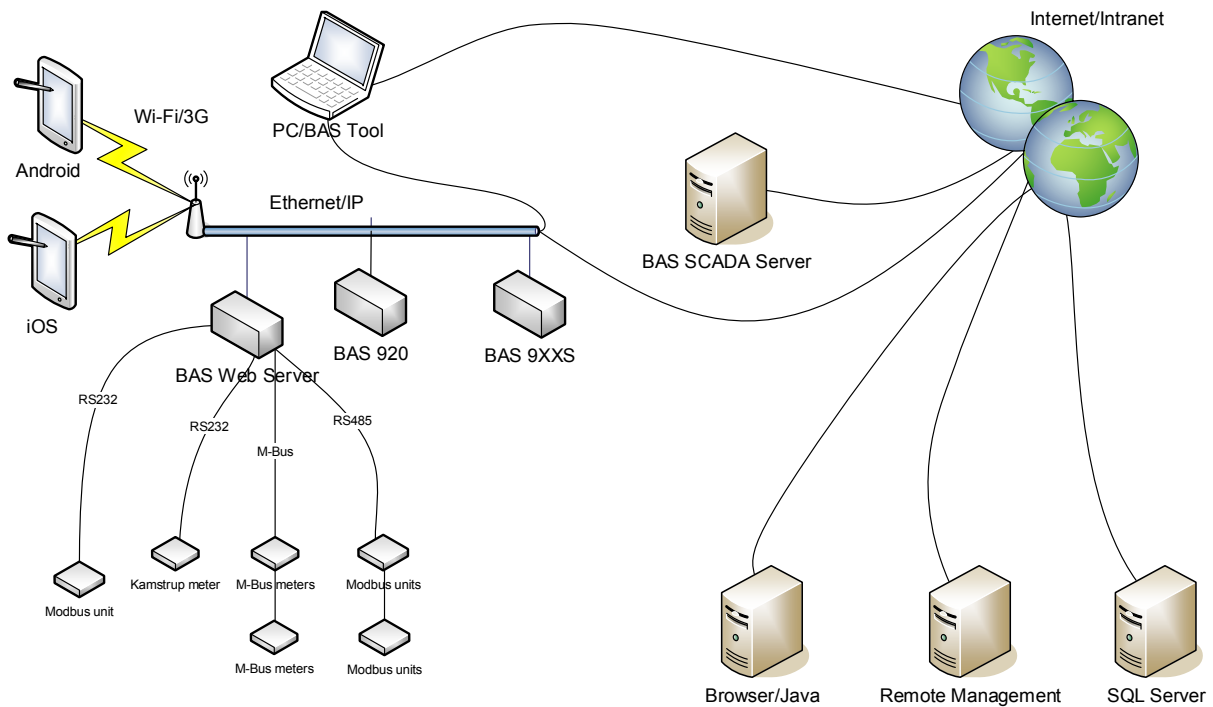 Internet/Intranet
Wi-Fi/3G
PC/BAS Tool
Android
Ethernet/IP
BAS SCADA Server
iOS
BAS 920
BAS 9XXS
BAS Web Server
RS232
RS232
RS485
M-Bus
Modbus unit
Kamstrup meter
M-Bus meters
Modbus units
M-Bus meters
Modbus units
Browser/Java
Remote Management
SQL Server